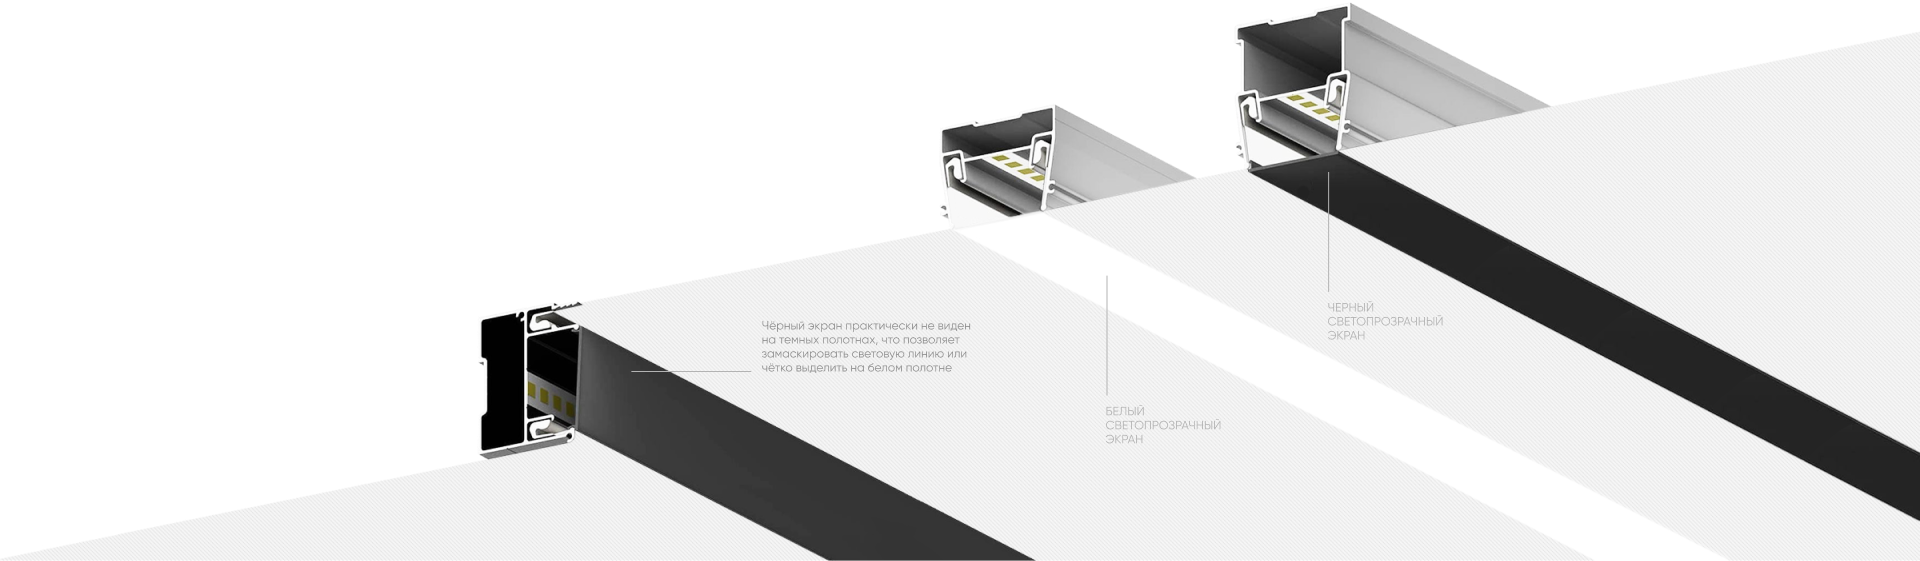 Чёрный экран практически не виден
на темных полотнах, что позволяет
замаскировать световую линию или
чётко выделить на белом полотне
БЕЛЫЙ
СВЕТОПРОЗРАЧНЫЙ
ЭКРАН
ЧЕРНЫЙ
СВЕТОПРОЗРАЧНЫЙ
ЭКРАН